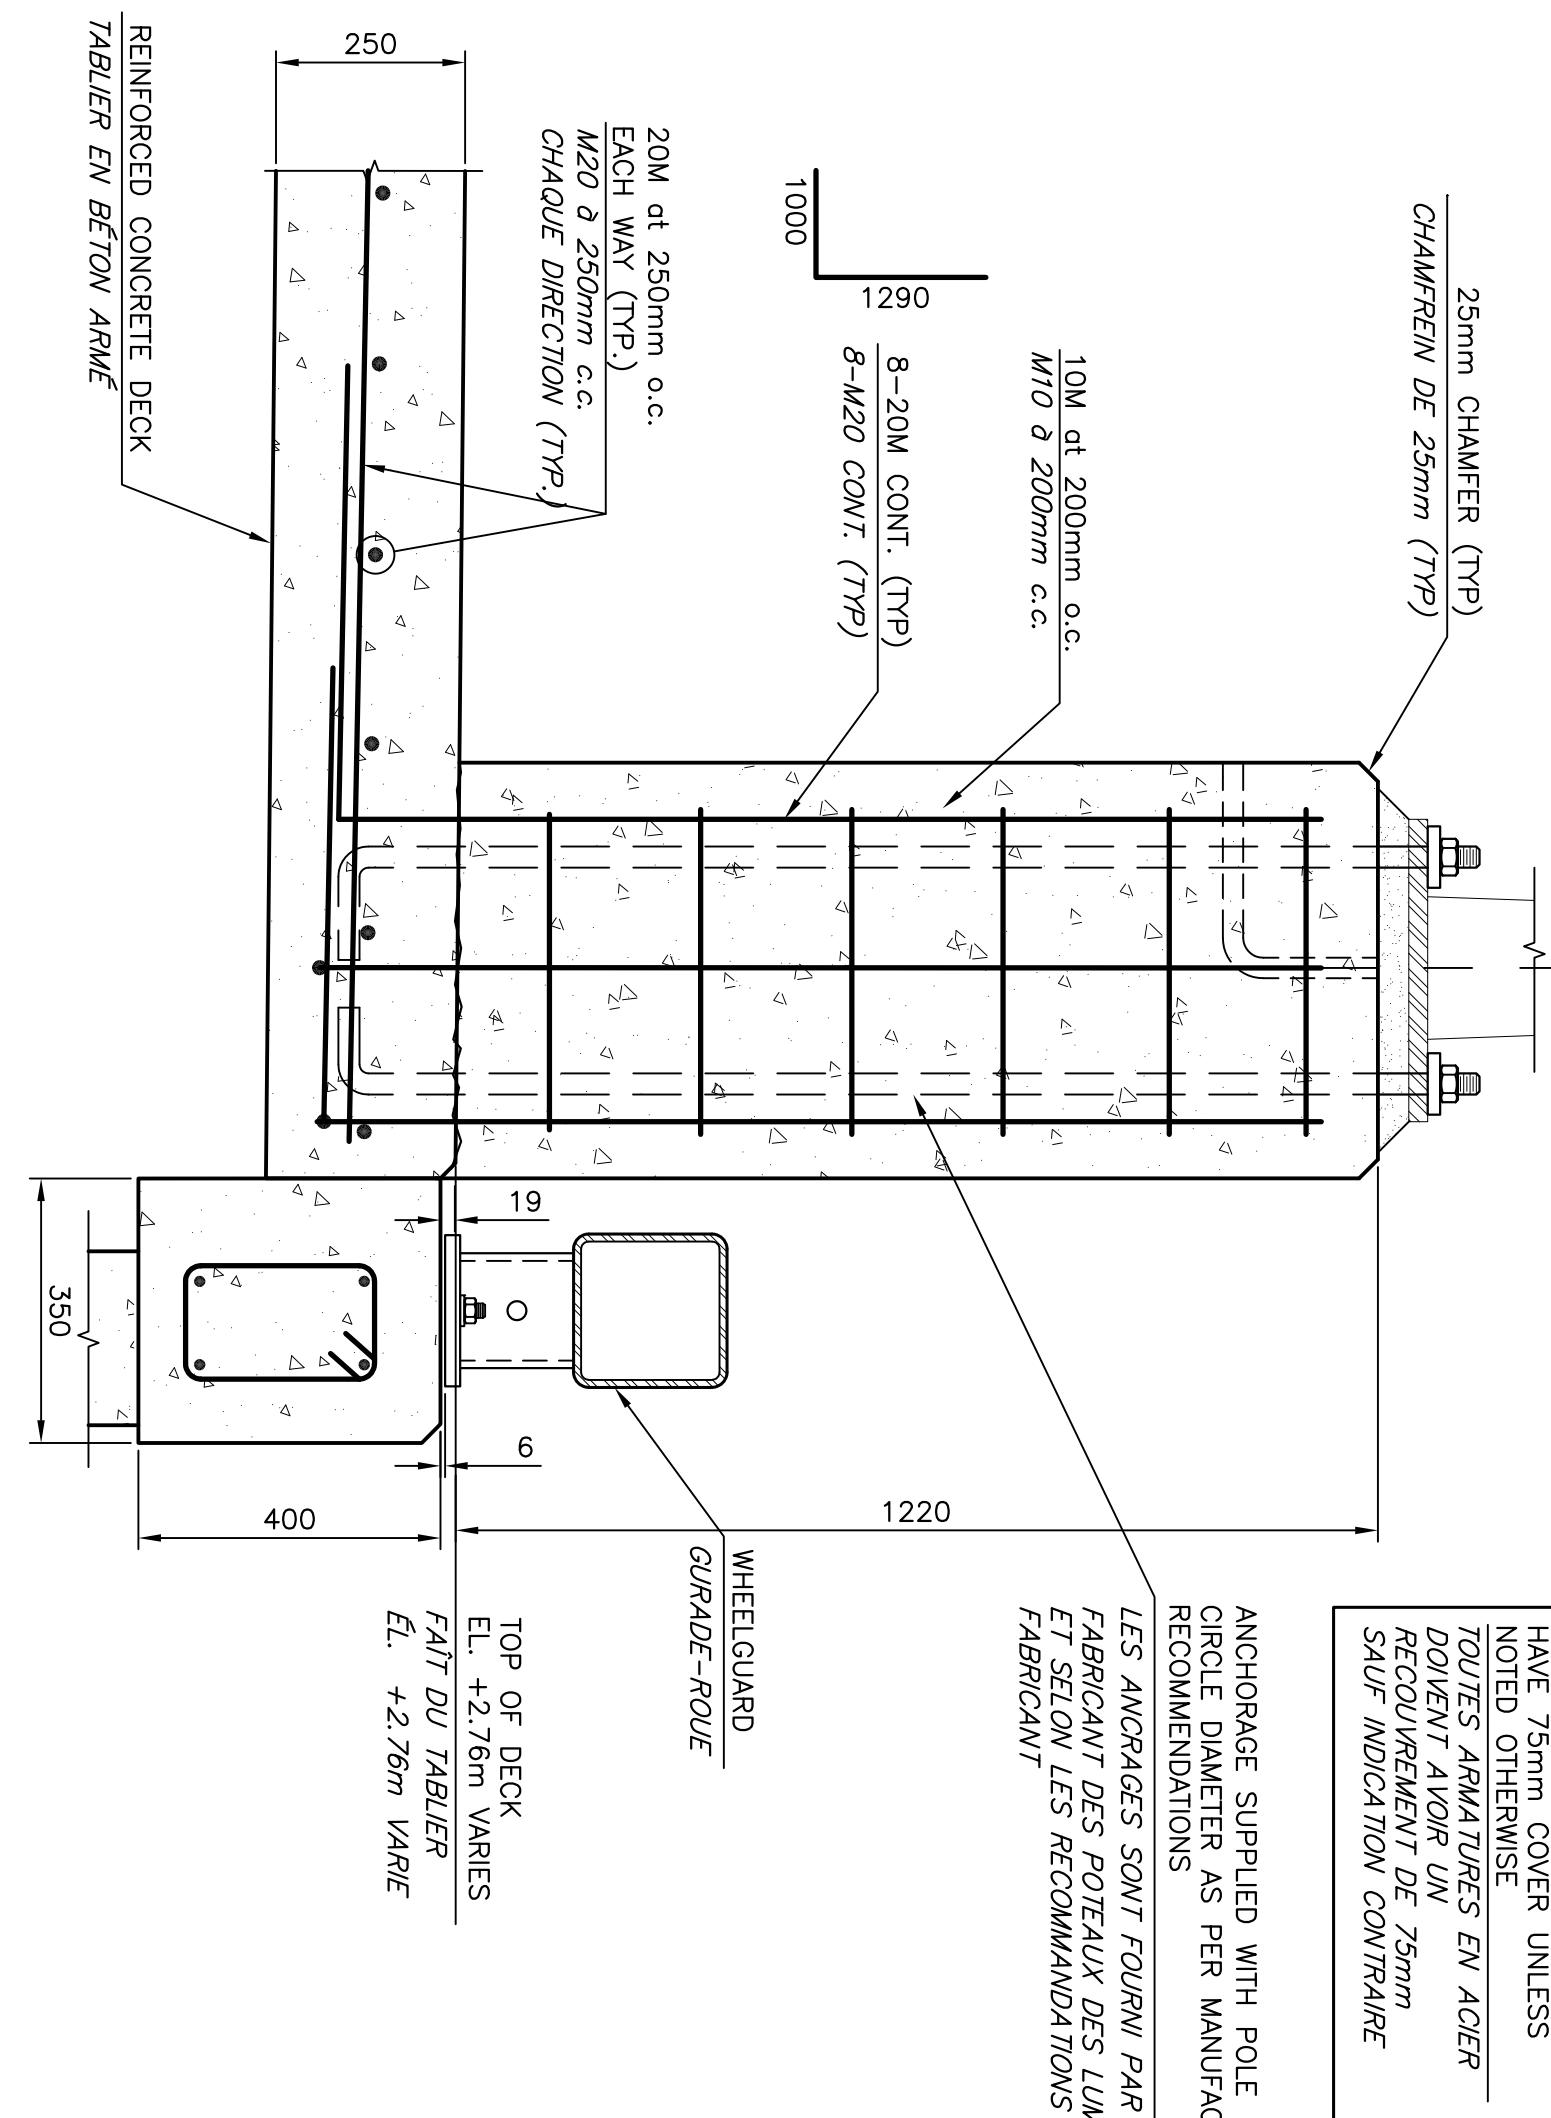 HAVE 75mm COVER UNLESS
NOTED OTHERWISE
TOUTES ARMATURES EN ACIER
DOIVENT AVOIR UN
RECOUVREMENT DE 75mm
SAUF INDICATION CONTRAIRE
25mm CHAMFER (TYP)
CHAMFREIN DE 25mm (TYP)
10M at 200mm o.c.
M10 à 200mm c.c.
8-20M CONT. (TYP)
8-M20 CONT. (TYP)
1000
1290
20M at 250mm o.c.
EACH WAY (TYP.)
M20 à 250mm c.c.
CHAQUE DIRECTION (TYP.)
250
REINFORCED CONCRETE DECK
TABLIER EN BÉTON ARMÉ
ANCHORAGE SUPPLIED WITH POLE
CIRCLE DIAMETER AS PER MANUFAC
RECOMMENDATIONS
LES ANCRAGES SONT FOURNI PAR
FABRICANT DES POTEAUX DES LUM
ET SELON LES RECOMMANDATIONS
FABRICANT
1220
WHEELGUARD
GURADE-ROUE
19
6
TOP OF DECK
EL. +2.76m VARIES
FAÎT DU TABLIER
ÉL. +2.76m VARIE
400
350